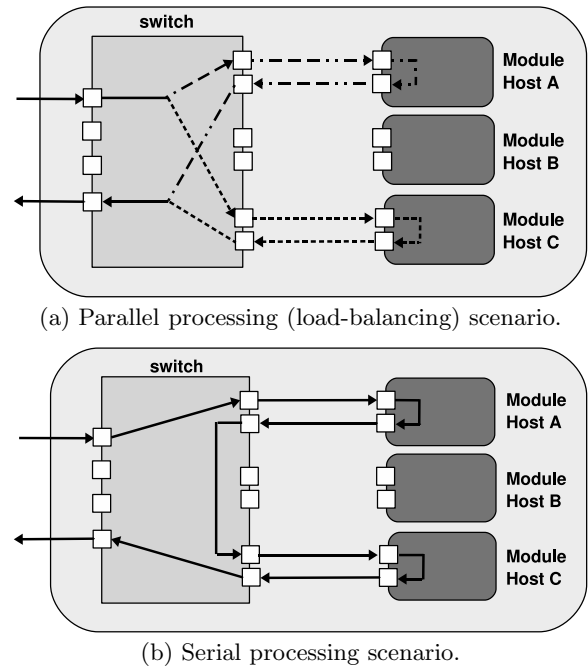 switch
Module
Host A
Module
Host B
Module
Host C
(a) Parallel processing (load-balancing) scenario.
switch
Module
Host A
Module
Host B
Module
Host C
(b) Serial processing scenario.